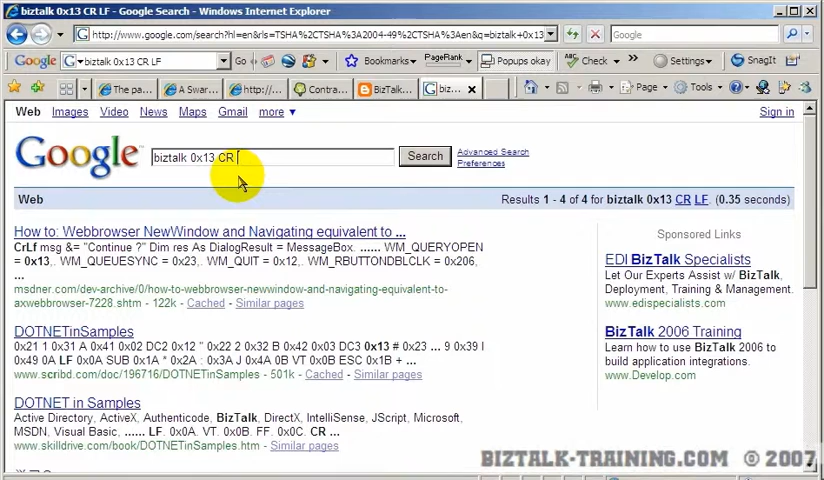 biztalk 0x13 CR LF - Google Search - Windows Internet Explorer
http://www.google.com/search?hl=en&rls=TSHA%2CTSHA%3A2004-49%2CTSHA%3Aen&q=biztalk+0x13
Google
Google
biztalk 0x13 CR LF
Go
Bookmarks
PageRank
Popups okay
Check
Settings
SnagIt
The pa...
A Swar...
http:/...
Contra...
BizTalk...
biz...
Page
Tools
Web Images Video News Maps Gmail more ▼
Sign in
Google
biztalk 0x13 CR
Search
Advanced Search
Preferences
Web
Results 1 - 4 of 4 for biztalk 0x13 CR LF. (0.35 seconds)
How to: Webbrowser NewWindow and Navigating equivalent to ...
CrLf msg &= "Continue ?" Dim res As DialogResult = MessageBox. ...... WM_QUERYOPEN
= 0x13,. WM_QUEUESYNC = 0x23,. WM_QUIT = 0x12,. WM_RBUTTONDBLCLK = 0x206,
...
msdner.com/dev-archive/0/how-to-webbrowser-newwindow-and-navigating-equivalent-to-
axwebbrowser-7228.shtm - 122k - Cached - Similar pages
DOTNETinSamples
0x21 1 0x31 A 0x41 0x02 DC2 0x12 " 0x22 2 0x32 B 0x42 0x03 DC3 0x13 # 0x23 ... 9 0x39 I
0x49 0A LF 0x0A SUB 0x1A * 0x2A : 0x3A J 0x4A 0B VT 0x0B ESC 0x1B + ...
www.scribd.com/doc/196716/DOTNETinSamples - 501k - Cached - Similar pages
DOTNET in Samples
Active Directory, ActiveX, Authenticode, BizTalk, DirectX, IntelliSense, JScript, Microsoft,
MSDN, Visual Basic, ...... LF. 0x0A. VT. 0x0B. FF. 0x0C. CR ...
www.skilldrive.com/book/DOTNETinSamples.htm - Similar pages
Sponsored Links
EDI BizTalk Specialists
Let Our Experts Assist w/ BizTalk,
Deployment, Training & Management.
www.edispecialists.com
BizTalk 2006 Training
Learn how to use BizTalk 2006 to
build application integrations.
www.Develop.com
BIZTALK-TRAINING.COM © 2007